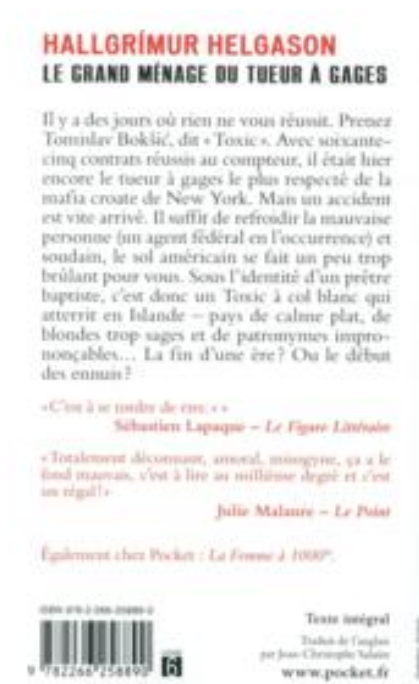 HALLGRÍMUR HELGASON
LE GRAND MÉNAGE DU TUEUR À GAGES
Il y a des jours où rien ne vous réussit. Prenez
Tomislav Bokšić, dit « Toxic ». Avec soixante-
cinq contrats réussis au compteur, il était hier
encore le tueur à gages le plus respecté de la
mafia croate de New York. Mais un accident
est vite arrivé. Il suffit de refroidir la mauvaise
personne (un agent fédéral en l'occurrence) et
soudain, le sol américain se fait un peu trop
brûlant pour vous. Sous l'identité d'un prêtre
baptiste, c'est donc un Toxic à col blanc qui
atterrit en Islande – pays de calme plat, de
blondes trop sages et de patronymes impro-
nonçables… La fin d'une ère ? Ou le début
des ennuis ?
« C'est à se tordre de rire. »
Sébastien Lapaque – Le Figaro Littéraire
« Totalement déconnant, amoral, misogyne, ça a le
fond mauvais, c'est à lire au millième degré et c'est
un régal ! »
Julie Malaure – Le Point
Également chez Pocket : La Femme à 1000°.
Texte intégral
Traduit de l'anglais
par Jean-Christophe Salaün
www.pocket.fr
9 782266 258890
6